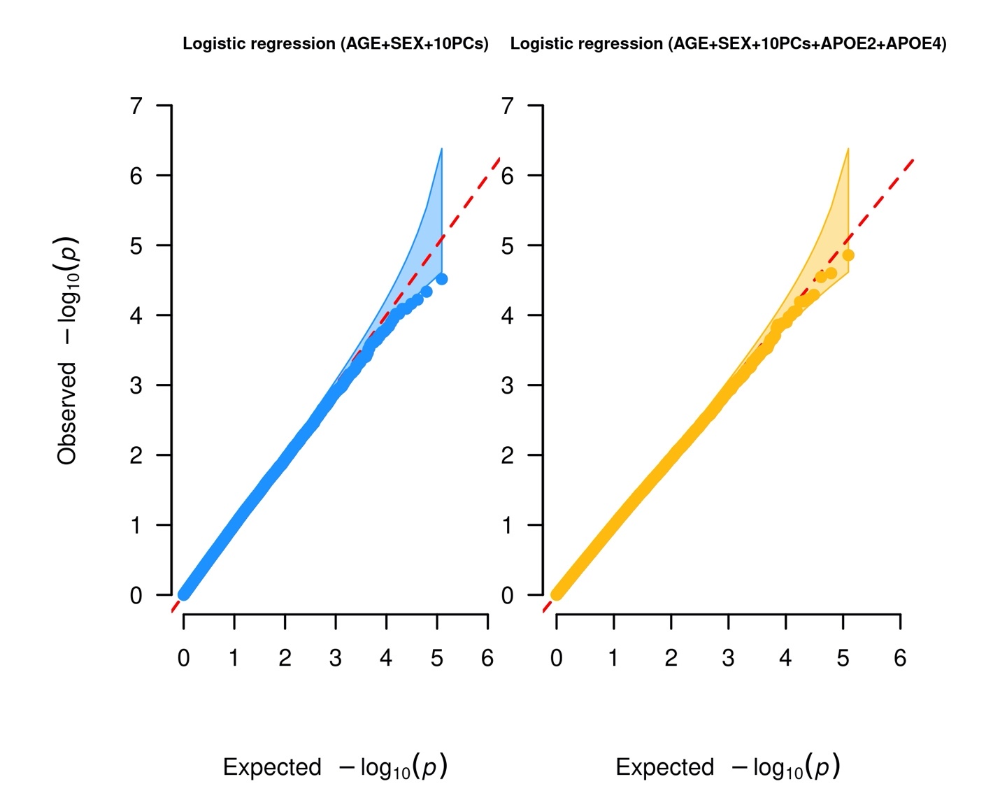 Logistic regression (AGE+SEX+10PCs)
Logistic regression (AGE+SEX+10PCs+APOE2+APOE4)
Observed −log10(p)
7
6
5
4
3
2
1
0
0 1 2 3 4 5 6
Expected −log10(p)
7
6
5
4
3
2
1
0
0 1 2 3 4 5 6
Expected −log10(p)